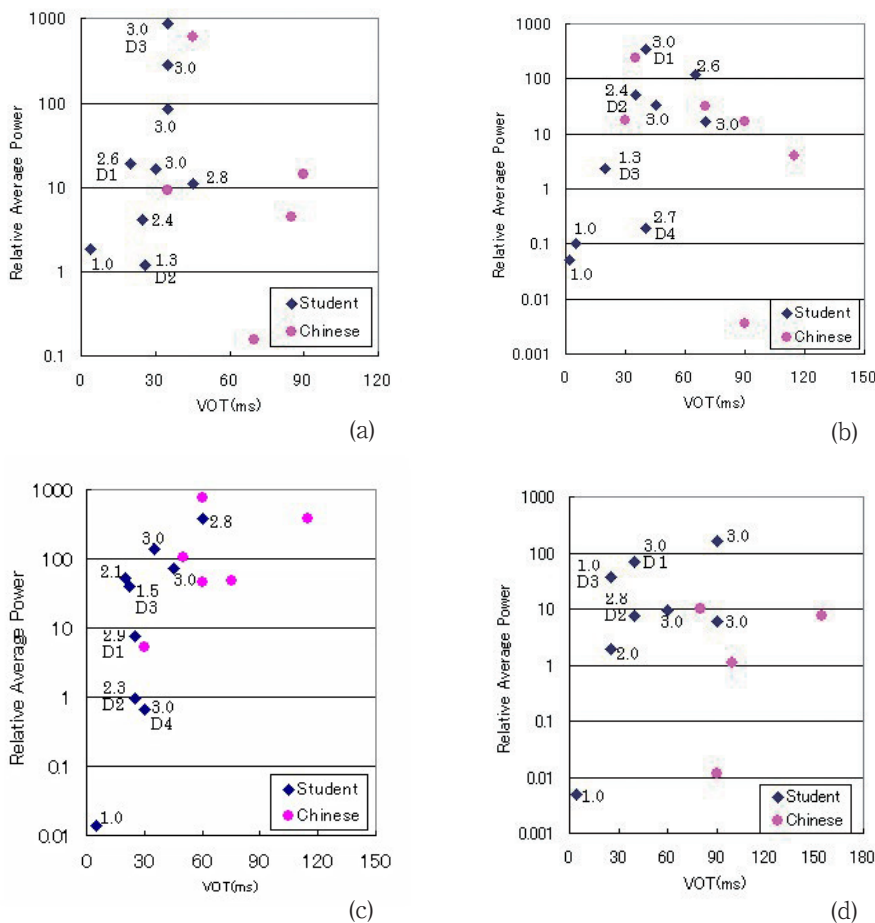 1000
100
10
1
0.1
Relative Average Power
3.0
D3
3.0
3.0
2.6
D1
3.0
2.8
2.4
1.0
1.3
D2
Student
Chinese
0 30 60 90 120
VOT(ms)
(a)
1000
100
10
1
0.1
0.01
0.001
Relative Average Power
3.0
D1
2.6
2.4
D2
3.0
3.0
1.3
D3
2.7
D4
1.0
1.0
Student
Chinese
0 30 60 90 120 150
VOT(ms)
(b)
1000
100
10
1
0.1
0.01
Relative Average Power
2.8
3.0
2.1
3.0
1.5
D3
2.9
D1
2.3
D2
3.0
D4
1.0
Student
Chinese
0 30 60 90 120 150
VOT(ms)
(c)
1000
100
10
1
0.1
0.01
0.001
Relative Average Power
3.0
3.0
D1
1.0
D3
2.8
D2
3.0
3.0
2.0
1.0
Student
Chinese
0 30 60 90 120 150 180
VOT(ms)
(d)